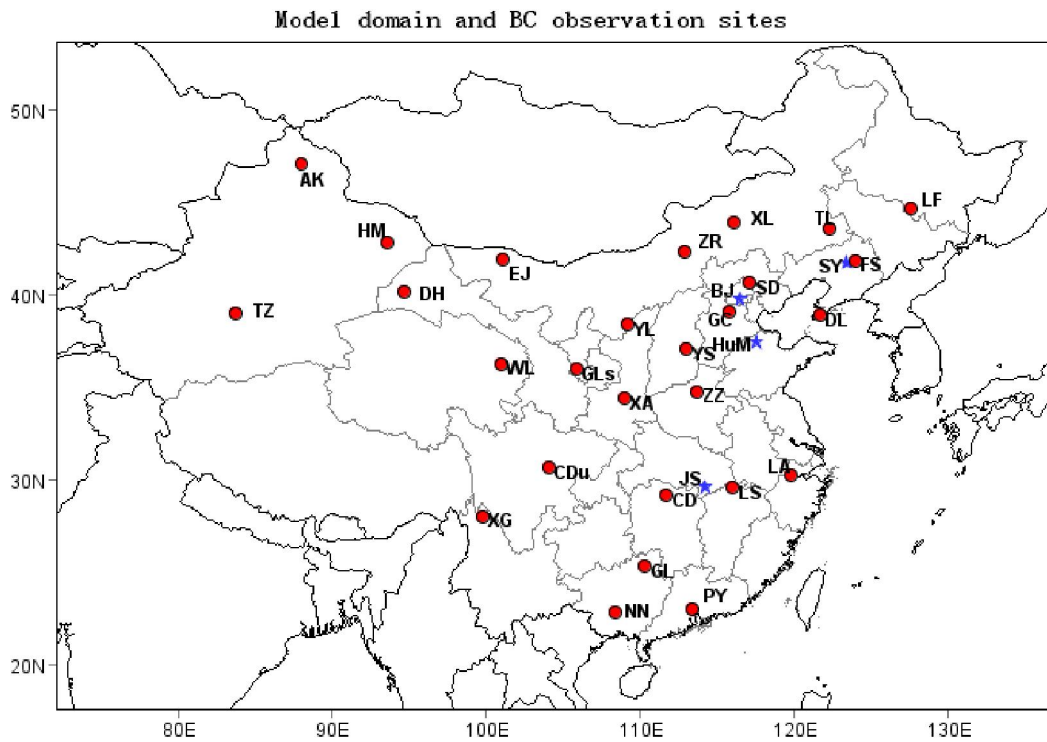 Model domain and BC observation sites
50N
AK
LF
XL
TL
HM
ZR
SY
FS
EJ
40N
DH
BJ
SD
TZ
GC
DL
YL
HuM
YS
WL
GLs
XA
ZZ
30N
CDu
JS
LA
CD
LS
XG
GL
NN
PY
20N
80E
90E
100E
110E
120E
130E